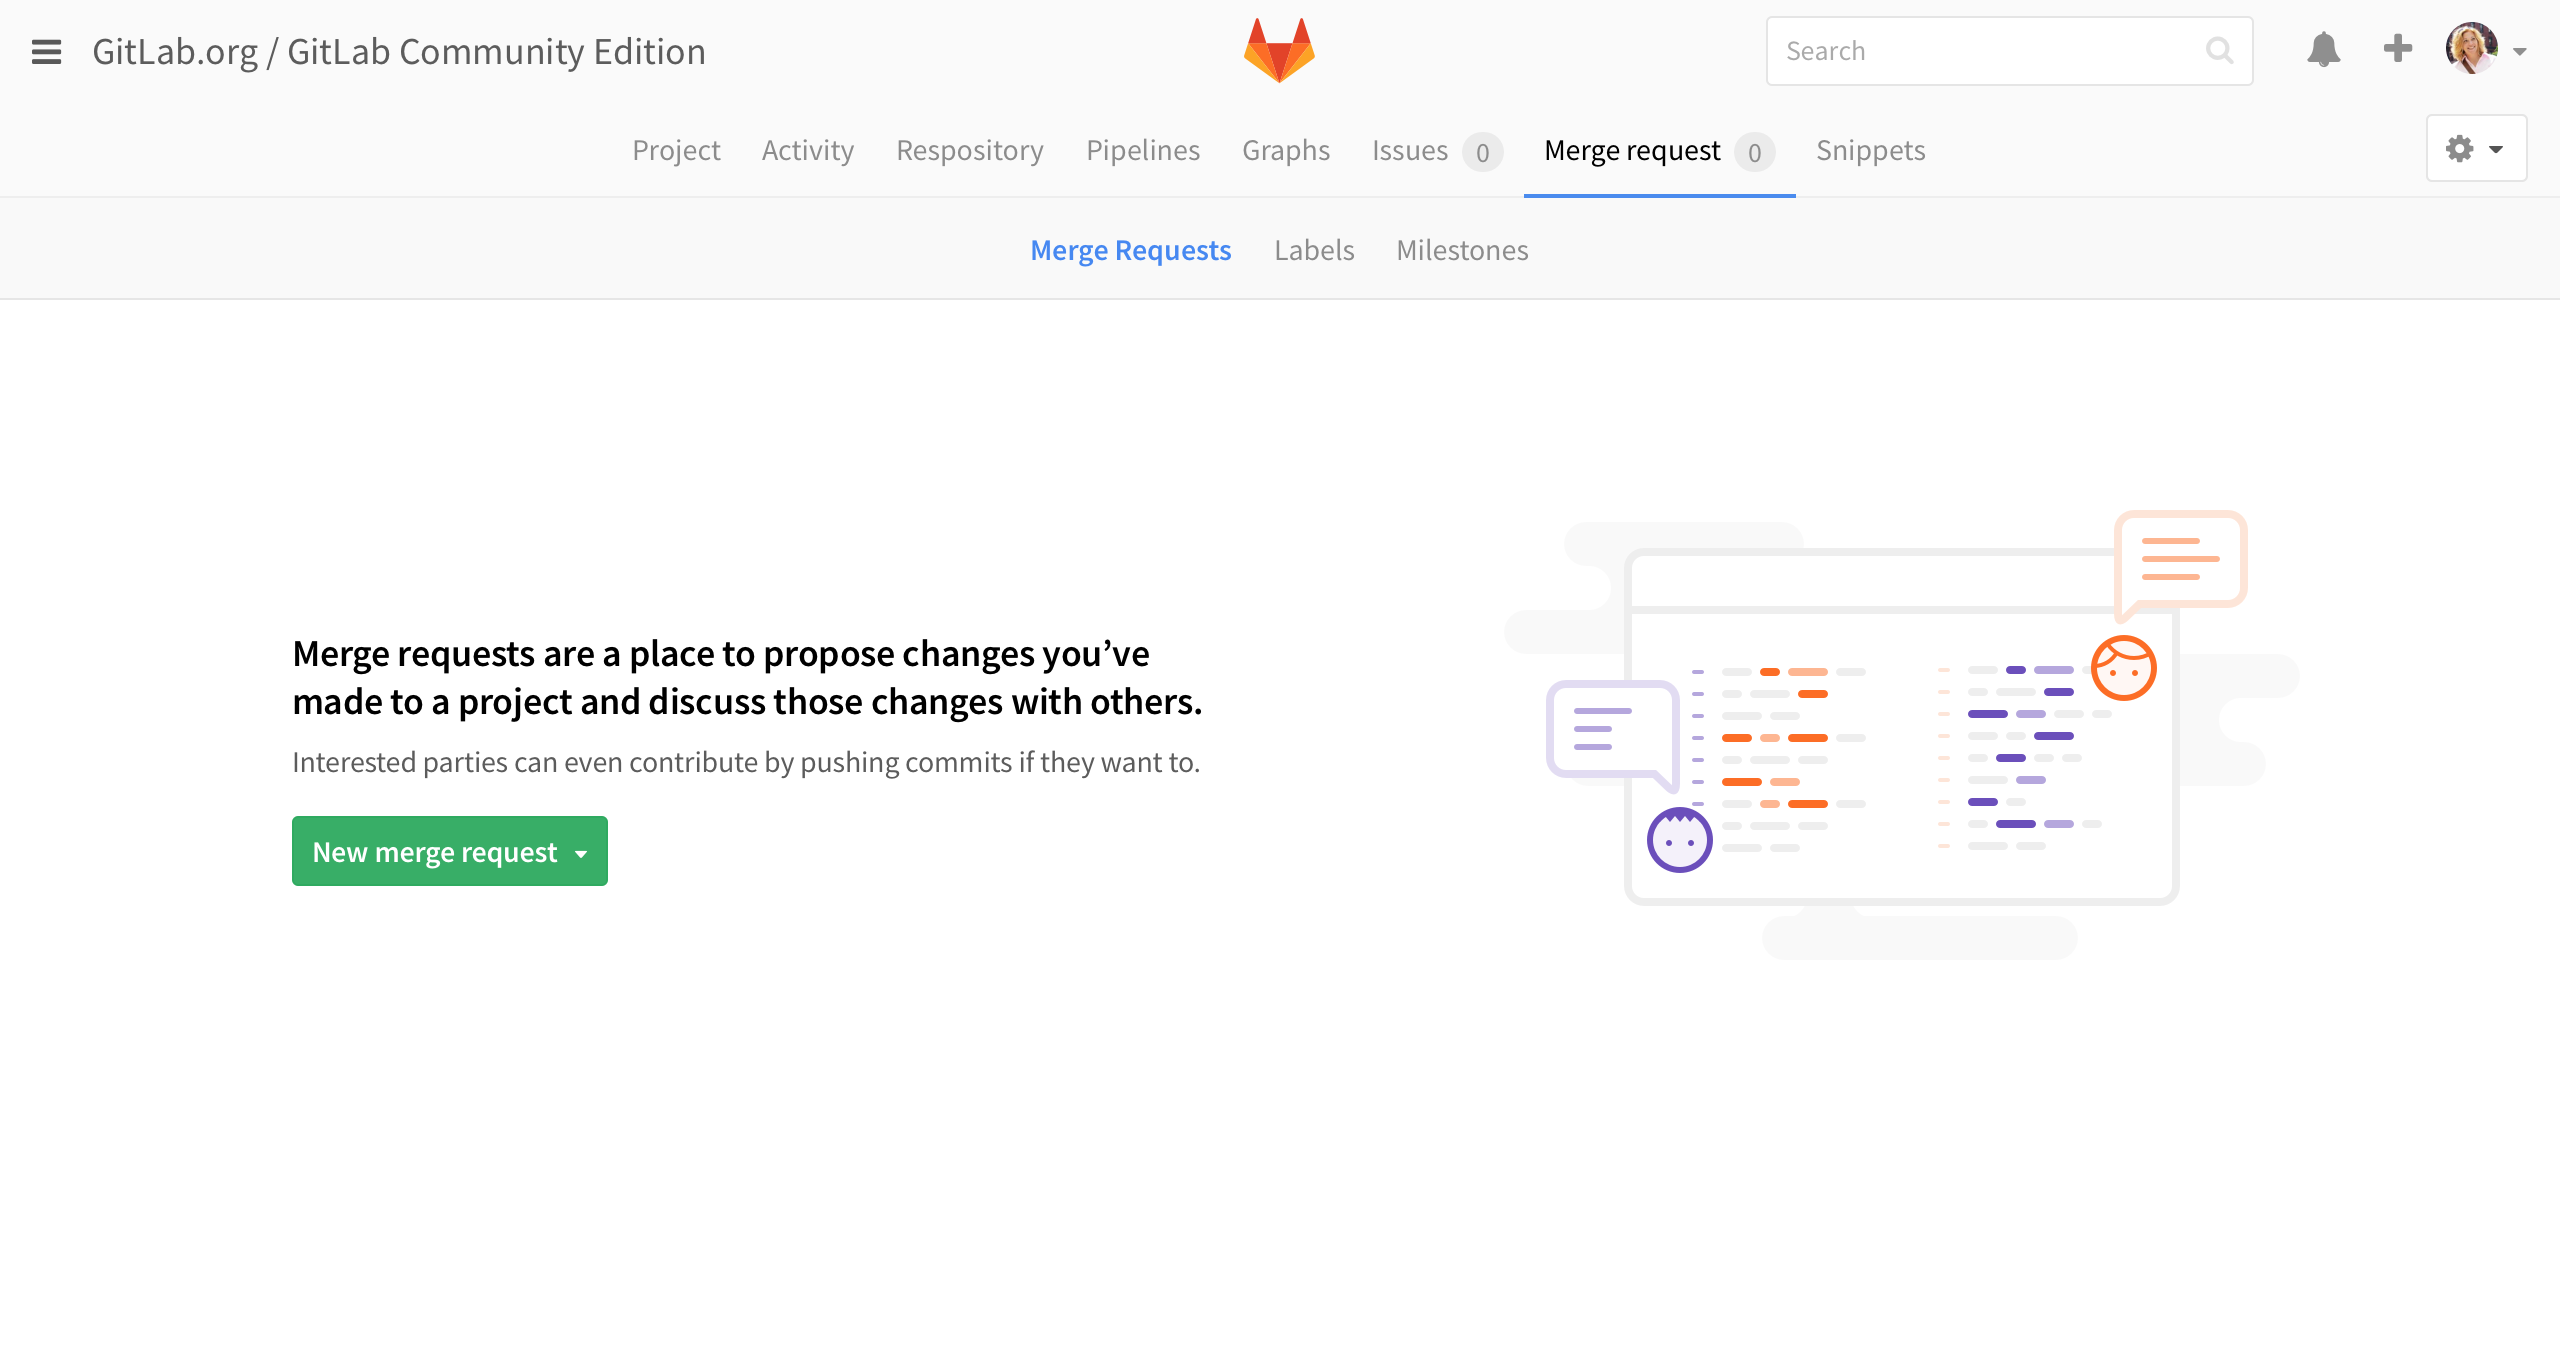 GitLab.org / GitLab Community Edition
Search
Project Activity Respository Pipelines Graphs Issues 0 Merge request 0 Snippets
Merge Requests Labels Milestones
Merge requests are a place to propose changes you’ve
made to a project and discuss those changes with others.
Interested parties can even contribute by pushing commits if they want to.
New merge request